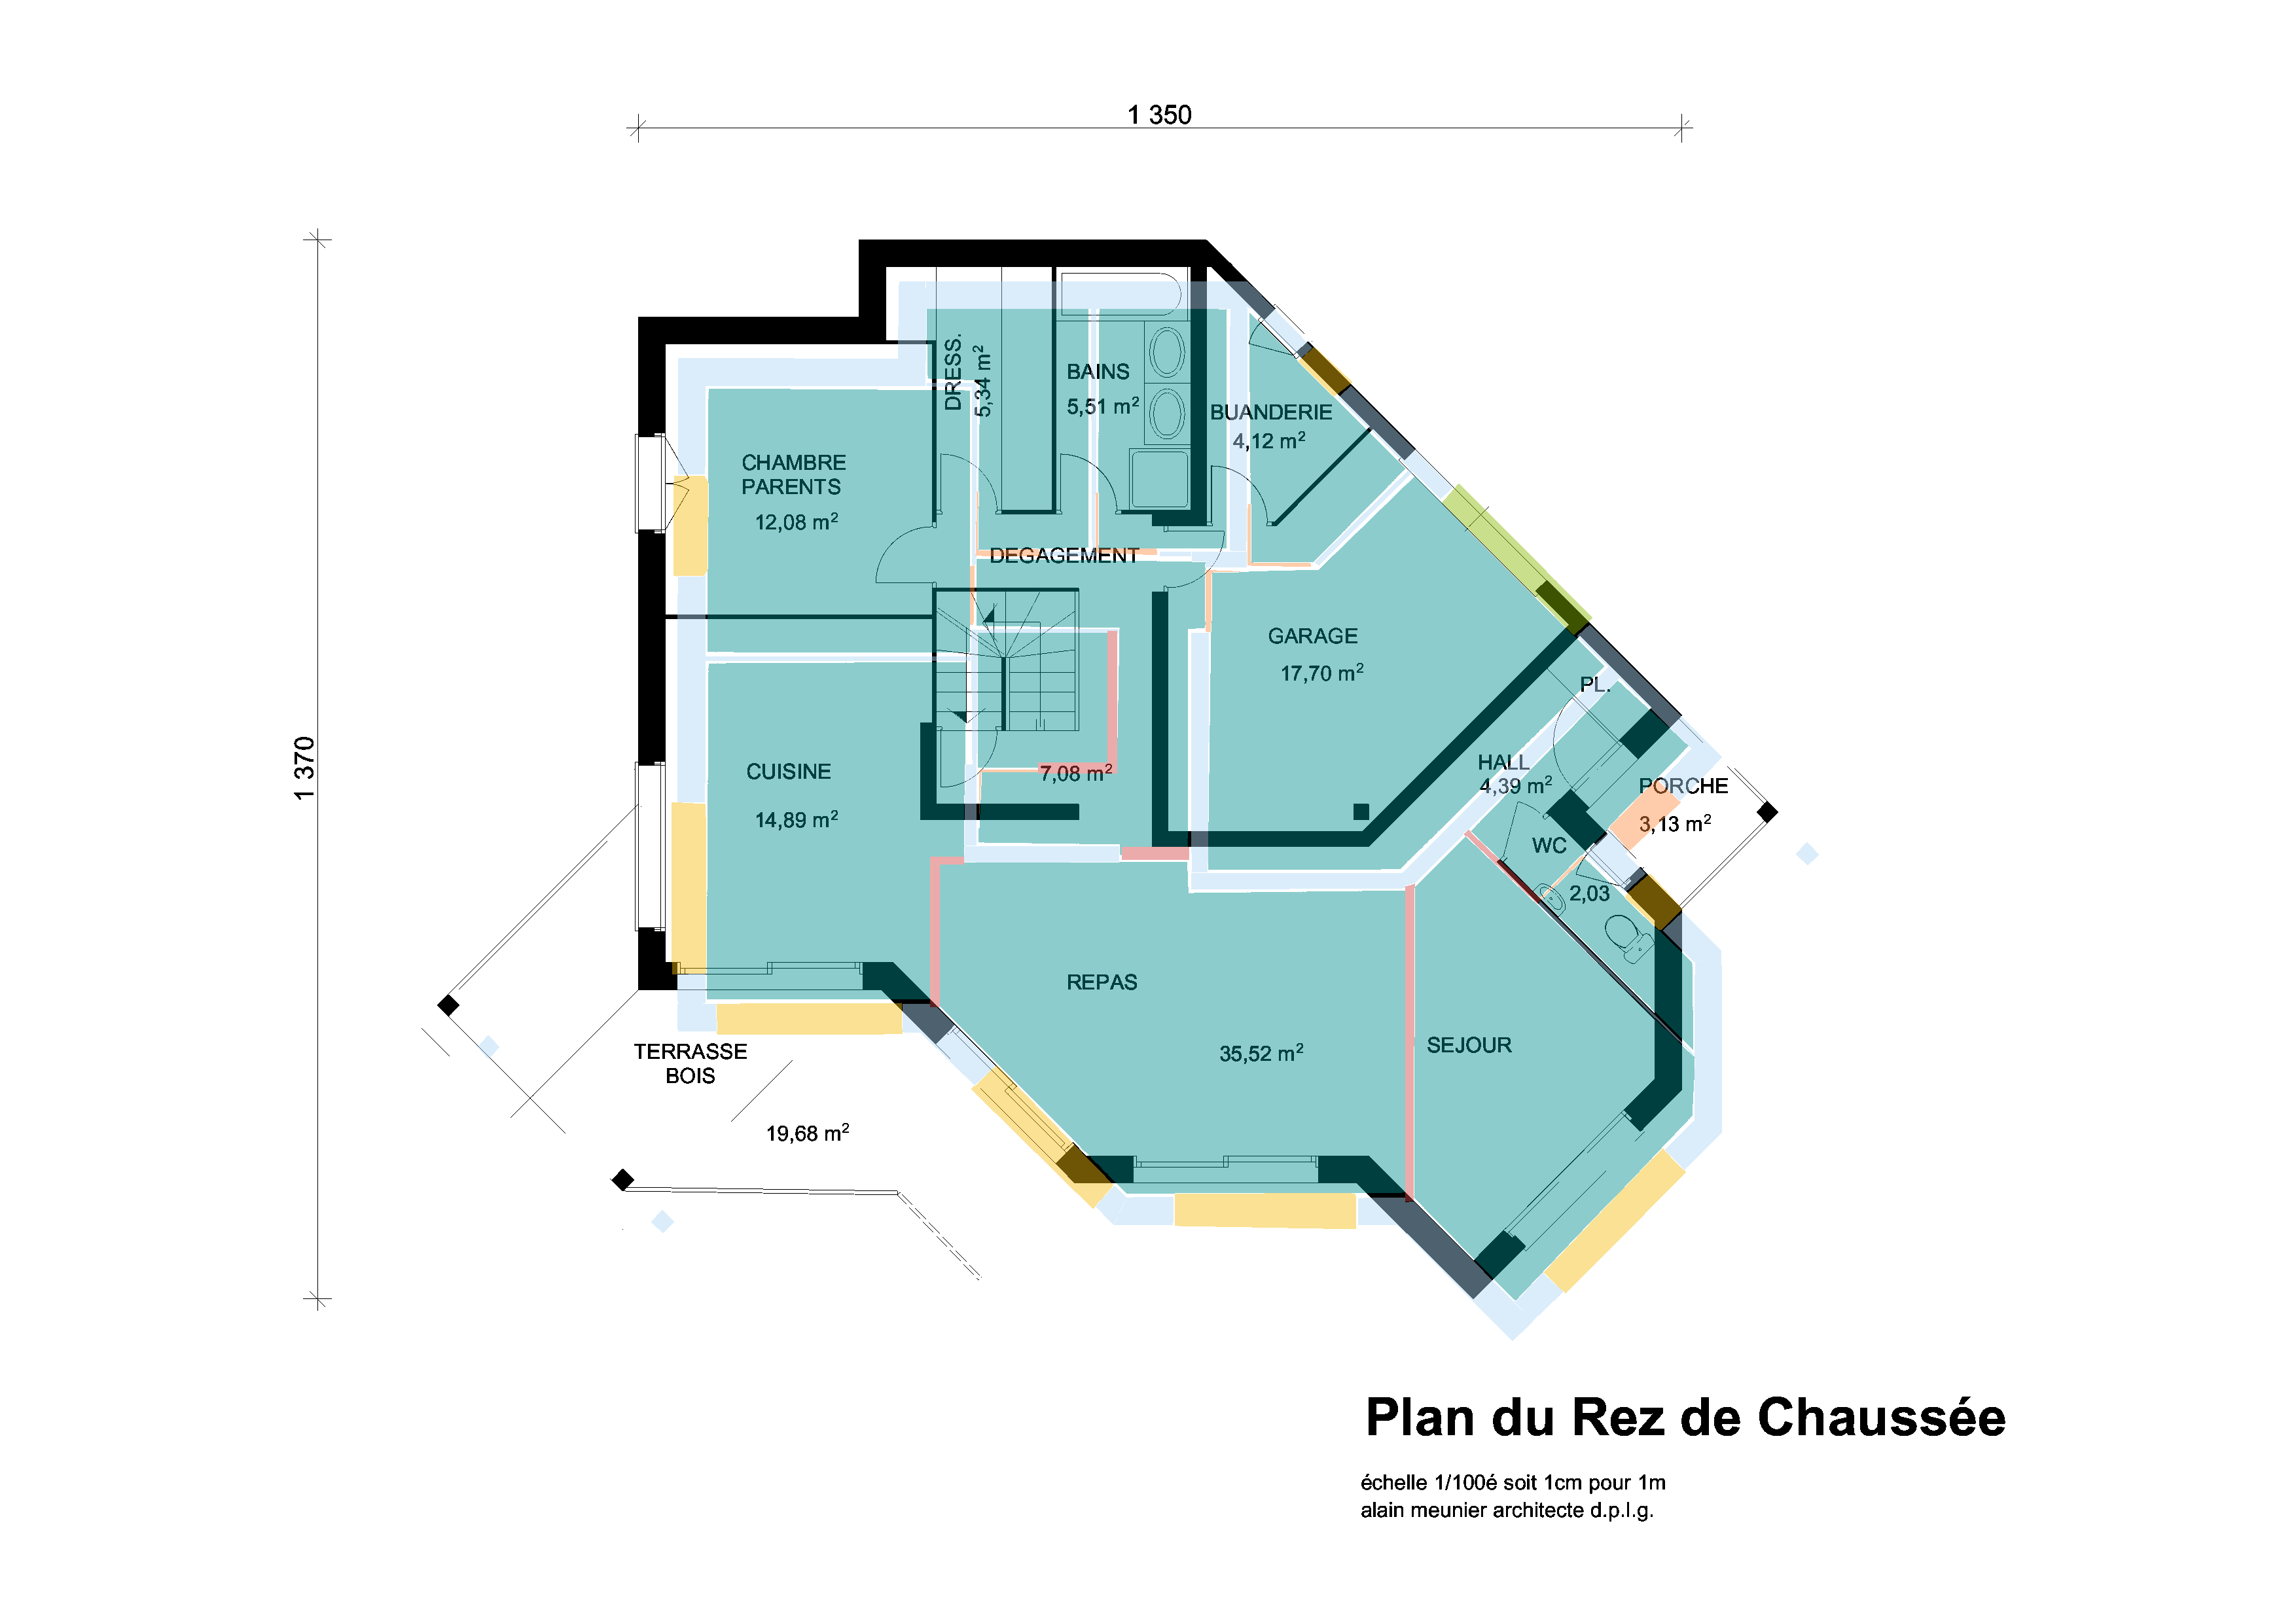 1 350
1 370
DRESS.
5,34 m²
BAINS
5,51 m²
BUANDERIE
4,12 m²
CHAMBRE
PARENTS
12,08 m²
DEGAGEMENT
GARAGE
17,70 m²
PL.
CUISINE
14,89 m²
7,08 m²
HALL
4,39 m²
PORCHE
3,13 m²
WC
2,03
REPAS
35,52 m²
SEJOUR
TERRASSE
BOIS
19,68 m²
Plan du Rez de Chaussée
échelle 1/100é soit 1cm pour 1m
alain meunier architecte d.p.l.g.